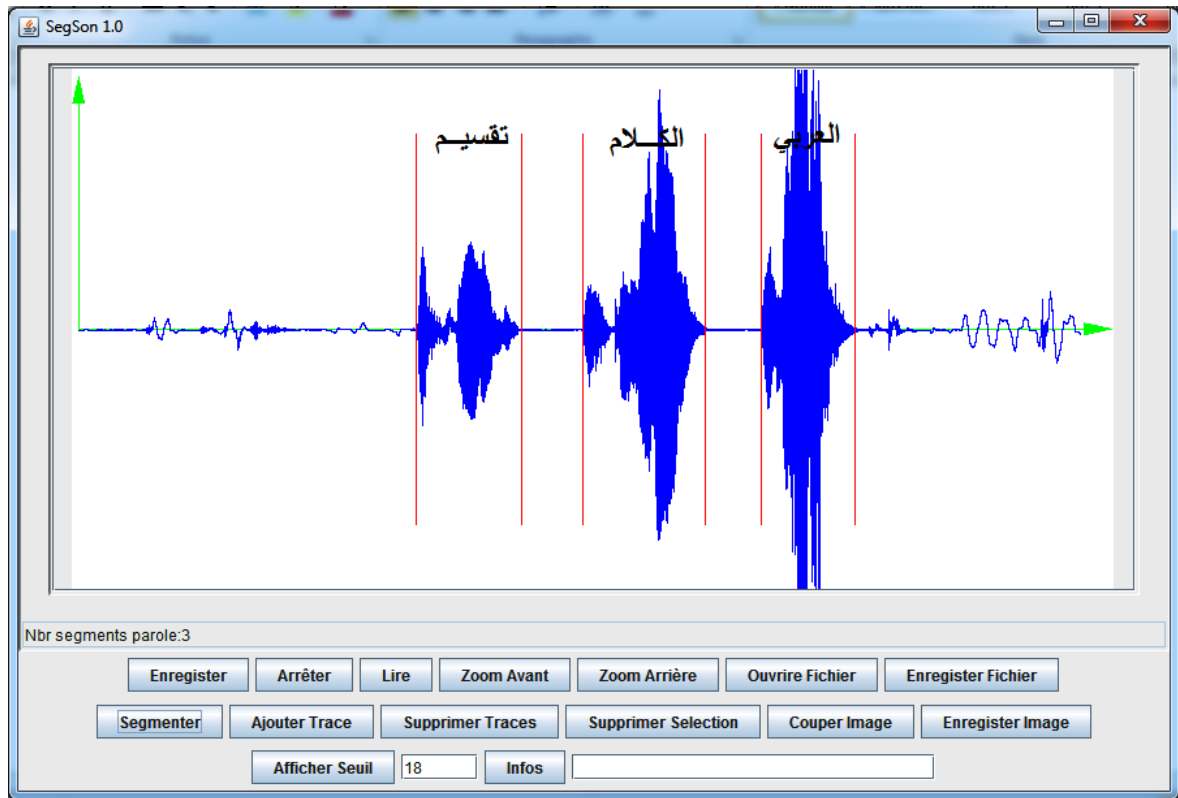 SegSon 1.0
تقسيـم الكـلام العربي
Nbr segments parole:3
Enregister Arrêter Lire Zoom Avant Zoom Arrière Ouvrire Fichier Enregister Fichier
Segmenter Ajouter Trace Supprimer Traces Supprimer Selection Couper Image Enregister Image
Afficher Seuil 18 Infos